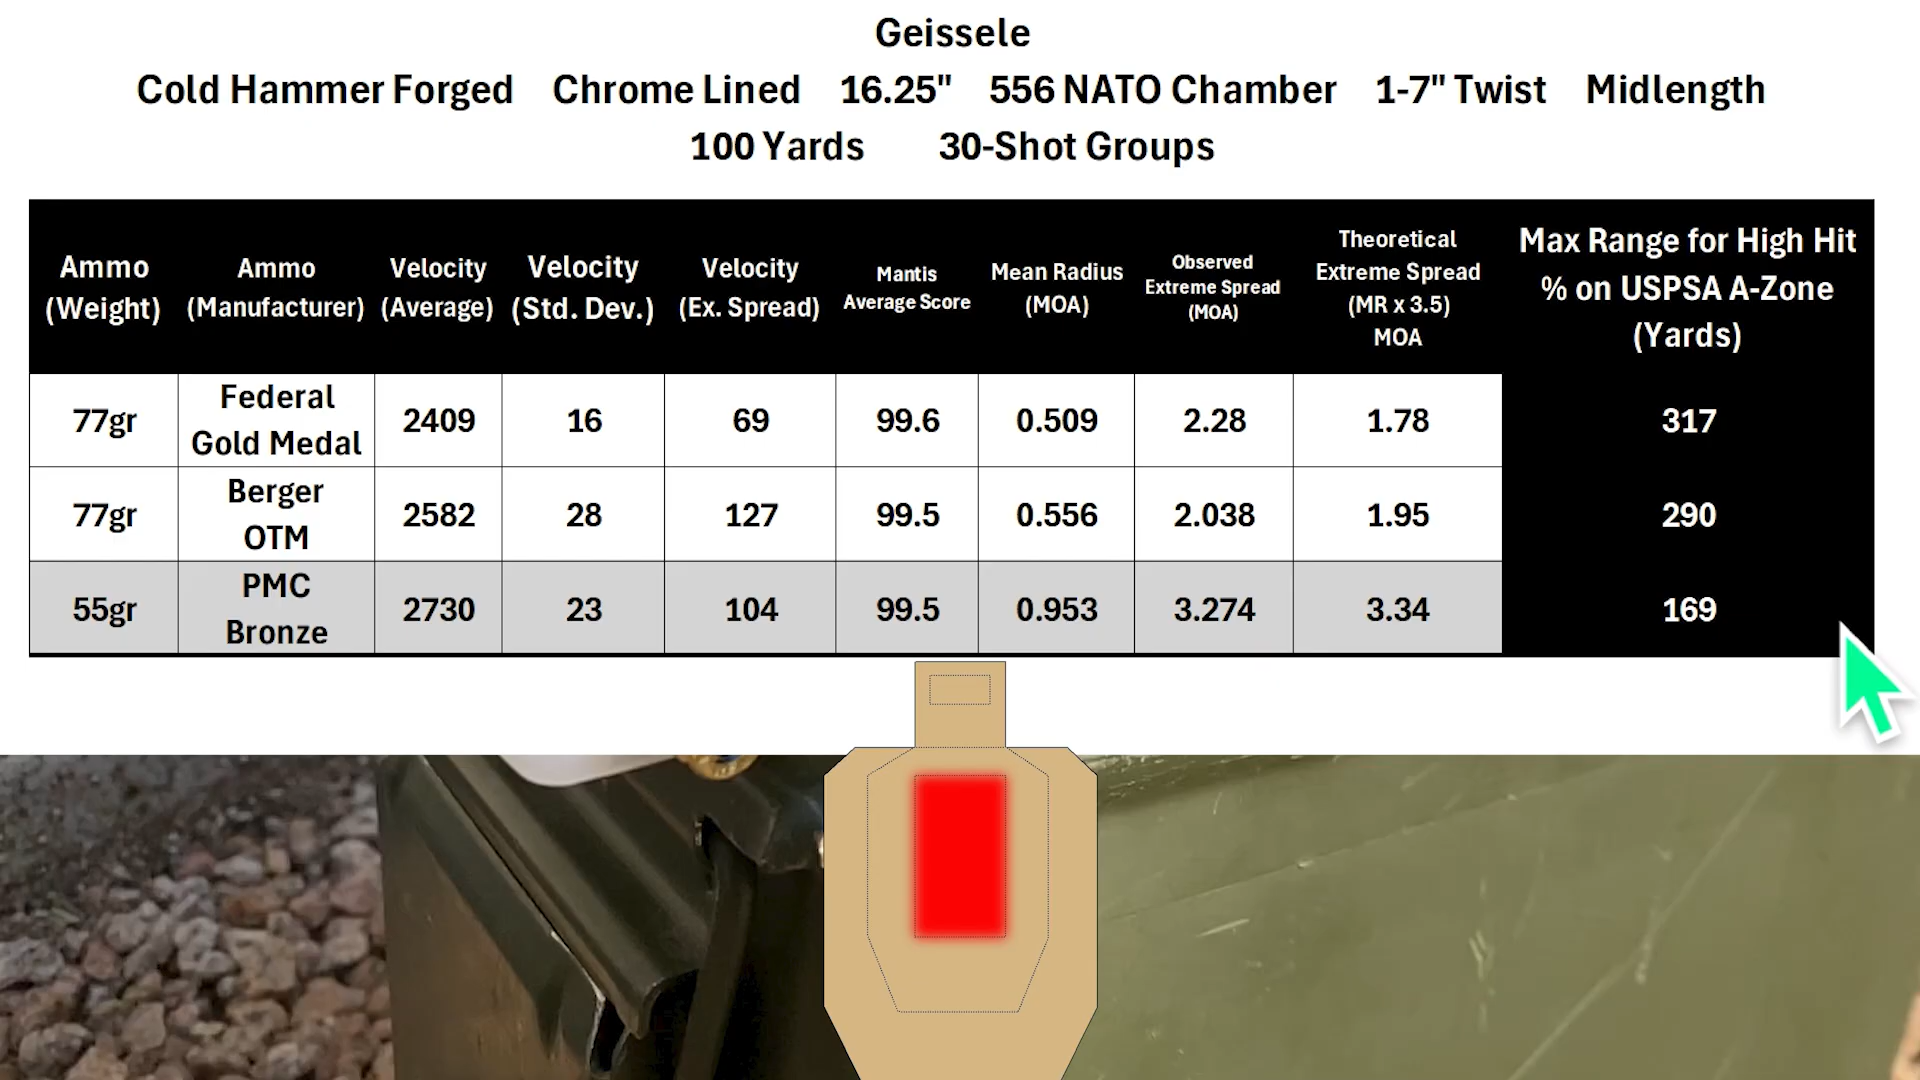 Geissele
Cold Hammer Forged Chrome Lined 16.25" 556 NATO Chamber 1-7" Twist Midlength
100 Yards 30-Shot Groups
Ammo (Weight) Ammo (Manufacturer) Velocity (Average) Velocity (Std. Dev.) Velocity (Ex. Spread) Mantis Average Score Mean Radius (MOA) Observed Extreme Spread (MOA) Theoretical Extreme Spread (MR x 3.5) MOA Max Range for High Hit % on USPSA A-Zone (Yards)
77gr Federal Gold Medal 2409 16 69 99.6 0.509 2.28 1.78 317
77gr Berger OTM 2582 28 127 99.5 0.556 2.038 1.95 290
55gr PMC Bronze 2730 23 104 99.5 0.953 3.274 3.34 169